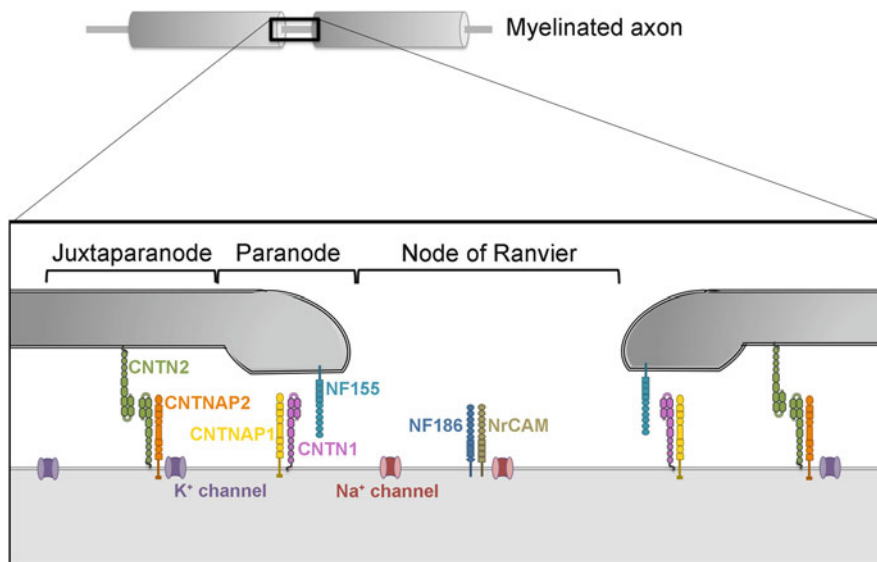 Myelinated axon
Juxtaparanode
Paranode
Node of Ranvier
CNTN2
CNTNAP2
CNTNAP1
NF155
CNTN1
NF186
NrCAM
K⁺ channel
Na⁺ channel